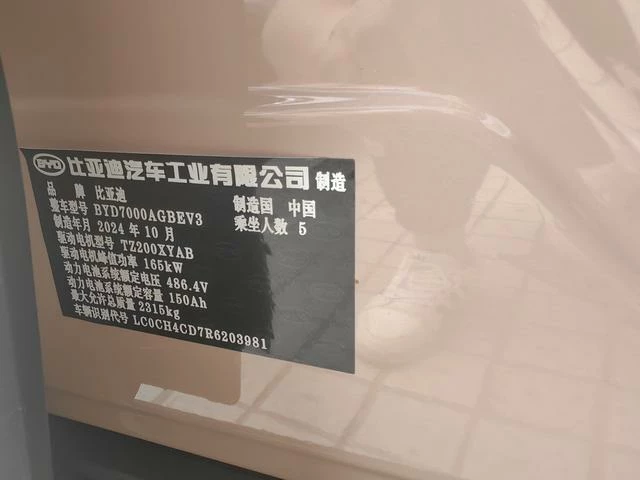 BYD 比亚迪汽车工业有限公司 制造
品 牌 比亚迪 制造国 中国
整车型号 BYD7000AGBEV3 乘坐人数 5
制造年月 2024 年 10 月
驱动电机型号 TZ200XYAB
驱动电机峰值功率 165kW
动力电池系统额定电压 486.4V
动力电池系统额定容量 150Ah
最大允许总质量 2315kg
车辆识别代号 LC0CH4CD7R6203981